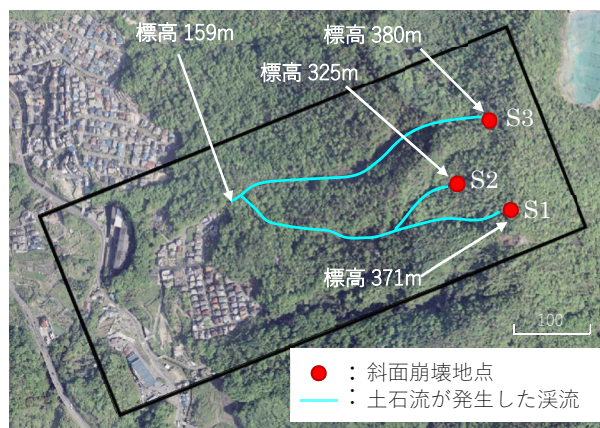 標高 159m
標高 380m
標高 325m
S3
S2
S1
標高 371m
100
：斜面崩壊地点
：土石流が発生した渓流